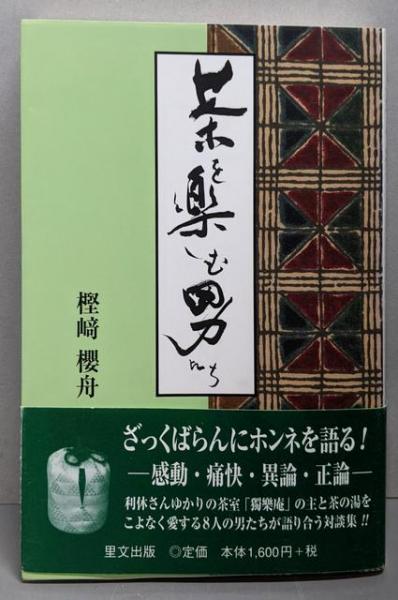 茶を楽しむ男たち
樫﨑 櫻舟
ざっくばらんにホンネを語る!
―感動・痛快・異論・正論―
利休さんゆかりの茶室「獨樂庵」の主と茶の湯を
こよなく愛する8人の男たちが語り合う対談集!!
里文出版 ◎定価 本体1,600円+税